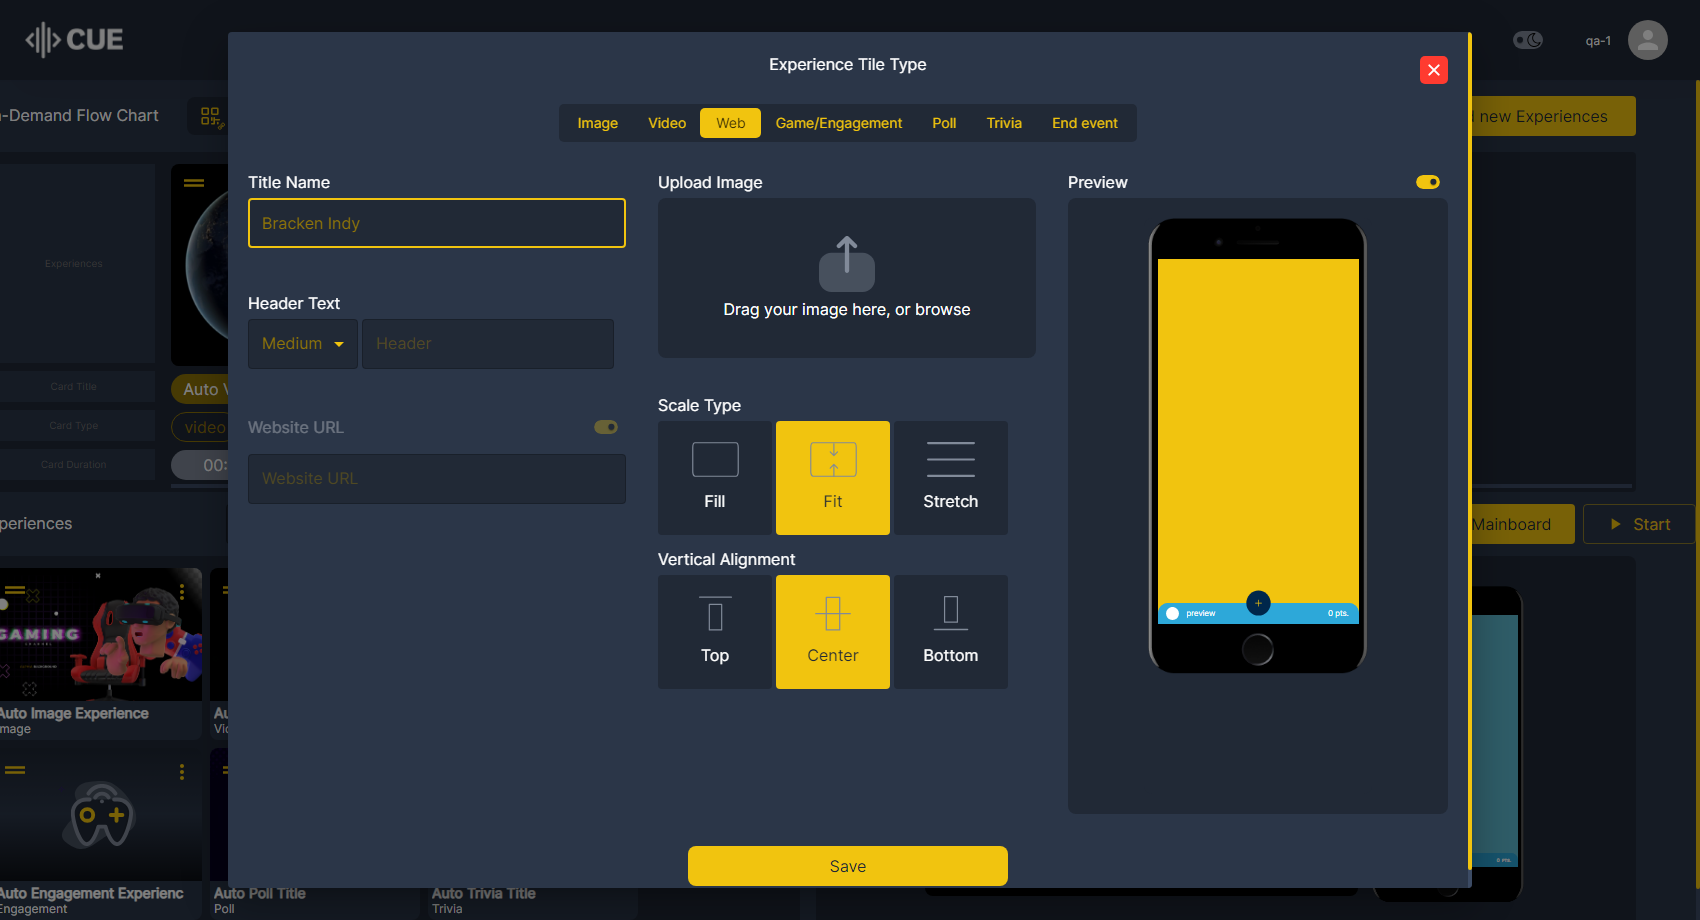 CUE
qa-1
-Demand Flow Chart
new Experiences
Experience Tile Type
Image
Video
Web
Game/Engagement
Poll
Trivia
End event
Title Name
Bracken Indy
Header Text
Medium
Header
Website URL
Website URL
Upload Image
Drag your image here, or browse
Scale Type
Fill
Fit
Stretch
Vertical Alignment
Top
Center
Bottom
Preview
preview
0 pts.
Save
Experiences
Card Title
Card Type
Card Duration
Auto V
video
00:
periences
Mainboard
Start
GAMING
Auto Image Experience
mage
Au
Vid
Auto Engagement Experienc
Engagement
Auto Poll Title
Poll
Auto Trivia Title
Trivia
0 pts.